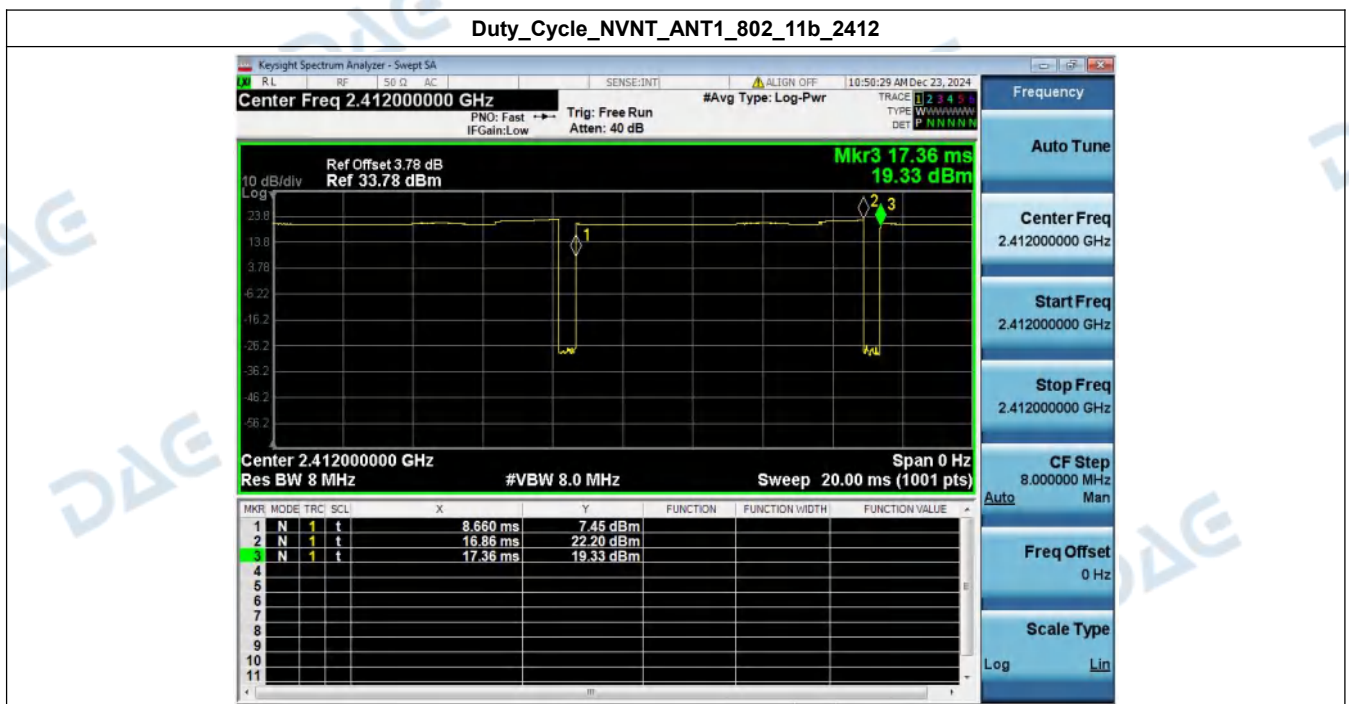 Duty_Cycle_NVNT_ANT1_802_11b_2412
Keysight Spectrum Analyzer - Swept SA
RL RF 50 Ω AC SENSE:INT ALIGN OFF 10:50:29 AM Dec 23, 2024
Center Freq 2.412000000 GHz #Avg Type: Log-Pwr TRACE 1 2 3 4 5 6
PNO: Fast Trig: Free Run TYPE WWWWWWW
IFGain:Low Atten: 40 dB DET P N N N N N
Mkr3 17.36 ms
19.33 dBm
Ref Offset 3.78 dB
10 dB/div Ref 33.78 dBm
Log
23.8
13.8
3.78
-6.22
-16.2
-26.2
-36.2
-46.2
-56.2
1
2
3
Center 2.412000000 GHz Span 0 Hz
Res BW 8 MHz #VBW 8.0 MHz Sweep 20.00 ms (1001 pts)
MKR MODE TRC SCL X Y FUNCTION FUNCTION WIDTH FUNCTION VALUE
1 N 1 t 8.660 ms 7.45 dBm
2 N 1 t 16.86 ms 22.20 dBm
3 N 1 t 17.36 ms 19.33 dBm
4
5
6
7
8
9
10
11
Frequency
Auto Tune
Center Freq
2.412000000 GHz
Start Freq
2.412000000 GHz
Stop Freq
2.412000000 GHz
CF Step
8.000000 MHz
Auto Man
Freq Offset
0 Hz
Scale Type
Log Lin
DAE
DAE